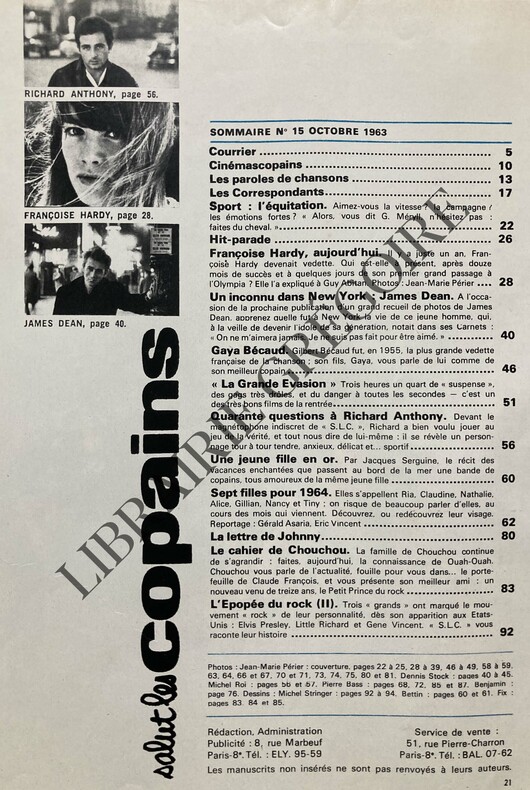 RICHARD ANTHONY, page 56.
FRANÇOISE HARDY, page 28.
JAMES DEAN, page 40.
salut les copains
SOMMAIRE N° 15 OCTOBRE 1963
Courrier 5
Cinémascopains 10
Les paroles de chansons 13
Les Correspondants 17
Sport : l'équitation. Aimez-vous la vitesse ? la campagne ?
les émotions fortes ? « Alors, vous dit G. Méryl, n'hésitez pas :
faites du cheval. » 22
Hit-parade 26
Françoise Hardy, aujourd'hui. Il y a juste un an, Fran-
çoise Hardy devenait vedette. Qui est-elle à présent, après douze
mois de succès et à quelques jours de son premier grand passage à
l'Olympia ? Elle l'a expliqué à Guy Abitan. Photos : Jean-Marie Périer 28
Un inconnu dans New York : James Dean. A l'occa-
sion de la prochaine publication d'un grand recueil de photos de James
Dean, apprenez quelle fut à New York la vie de ce jeune homme, qui,
à la veille de devenir l'idole de sa génération, notait dans ses Carnets :
« On ne m'aimera jamais. Je ne suis pas fait pour être aimé. » 40
Gaya Bécaud. Gilbert Bécaud fut, en 1955, la plus grande vedette
française de la chanson ; son fils, Gaya, vous parle de lui comme de
son meilleur copain 46
« La Grande Evasion » Trois heures un quart de « suspense »,
des gags très drôles, et du danger à toutes les secondes — c'est un
des très bons films de la rentrée 51
Quarante questions à Richard Anthony. Devant le
magnétophone indiscret de « S.L.C. », Richard a bien voulu jouer au
jeu de la vérité, et tout nous dire de lui-même : il se révèle un person-
nage tour à tour tendre, anxieux, délicat et... sportif 56
Une jeune fille en or. Par Jacques Serguine, le récit des
vacances enchantées que passent au bord de la mer une bande de
copains, tous amoureux de la même jeune fille 60
Sept filles pour 1964. Elles s'appellent Ria, Claudine, Nathalie,
Alice, Gillian, Nancy et Tiny : on risque de beaucoup parler d'elles, au
cours des mois qui viennent. Découvrez, ou redécouvrez leur visage.
Reportage : Gérald Asaria, Eric Vincent 62
La lettre de Johnny 80
Le cahier de Chouchou. La famille de Chouchou continue
de s'agrandir : faites, aujourd'hui, la connaissance de Ouah-Ouah.
Chouchou vous parle de l'actualité, fouille pour vous dans... le porte-
feuille de Claude François, et vous présente son meilleur ami : un
nouveau venu de treize ans, le Petit Prince du rock 83
L'Epopée du rock (II). Trois « grands » ont marqué le mou-
vement « rock » de leur personnalité, dès son apparition aux Etats-
Unis : Elvis Presley, Little Richard et Gene Vincent. « S.L.C. » vous
raconte leur histoire 92
Photos : Jean-Marie Périer : couverture, pages 22 à 25, 28 à 39, 46 à 49, 58 à 59,
63, 64, 66 et 67, 70 et 71, 73, 74, 75, 80 et 81. Dennis Stock : pages 40 à 45.
Michel Roi : pages 56 et 57. Pierre Bass : pages 68, 72, 85 et 87. Benjamin :
page 76. Dessins : Michel Stringer : pages 92 à 94. Bettin : pages 60 et 61. Fix :
pages 83, 84 et 85.
Rédaction, Administration
Publicité : 8, rue Marbeuf
Paris-8e. Tél. : ELY. 95-59
Service de vente :
51, rue Pierre-Charron
Paris-8e. Tél. : BAL. 07-62
Les manuscrits non insérés ne sont pas renvoyés à leurs auteurs.
21
LIBRAIRIE GREGOIRE